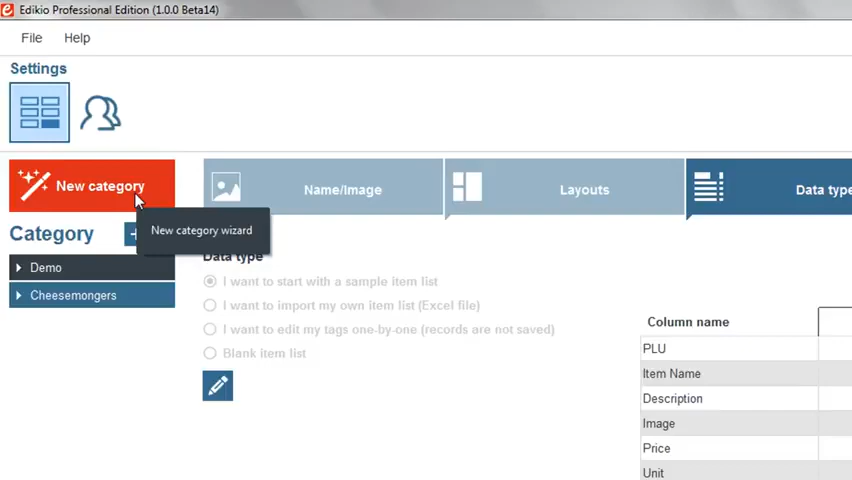 Edikio Professional Edition (1.0.0 Beta14)
File Help
Settings
New category
Name/Image
Layouts
New category wizard
Category
Demo
Cheesemongers
Data type
I want to start with a sample item list
I want to import my own item list (Excel file)
I want to edit my tags one-by-one (records are not saved)
Blank item list
Column name
PLU
Item Name
Description
Image
Price
Unit